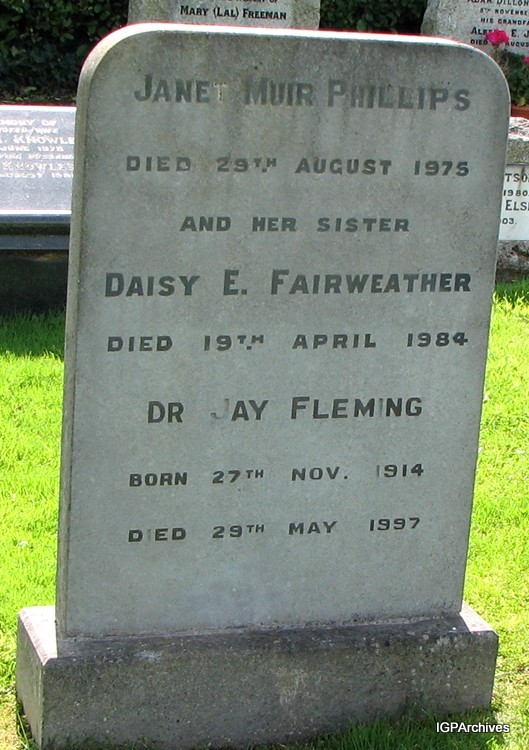 MARY (LAL) FREEMAN
JANET MUIR PHILLIPS
DIED 29TH AUGUST 1975
AND HER SISTER
DAISY E. FAIRWEATHER
DIED 19TH APRIL 1984
DR JAY FLEMING
BORN 27TH NOV. 1914
DIED 29TH MAY 1997
IGPArchives